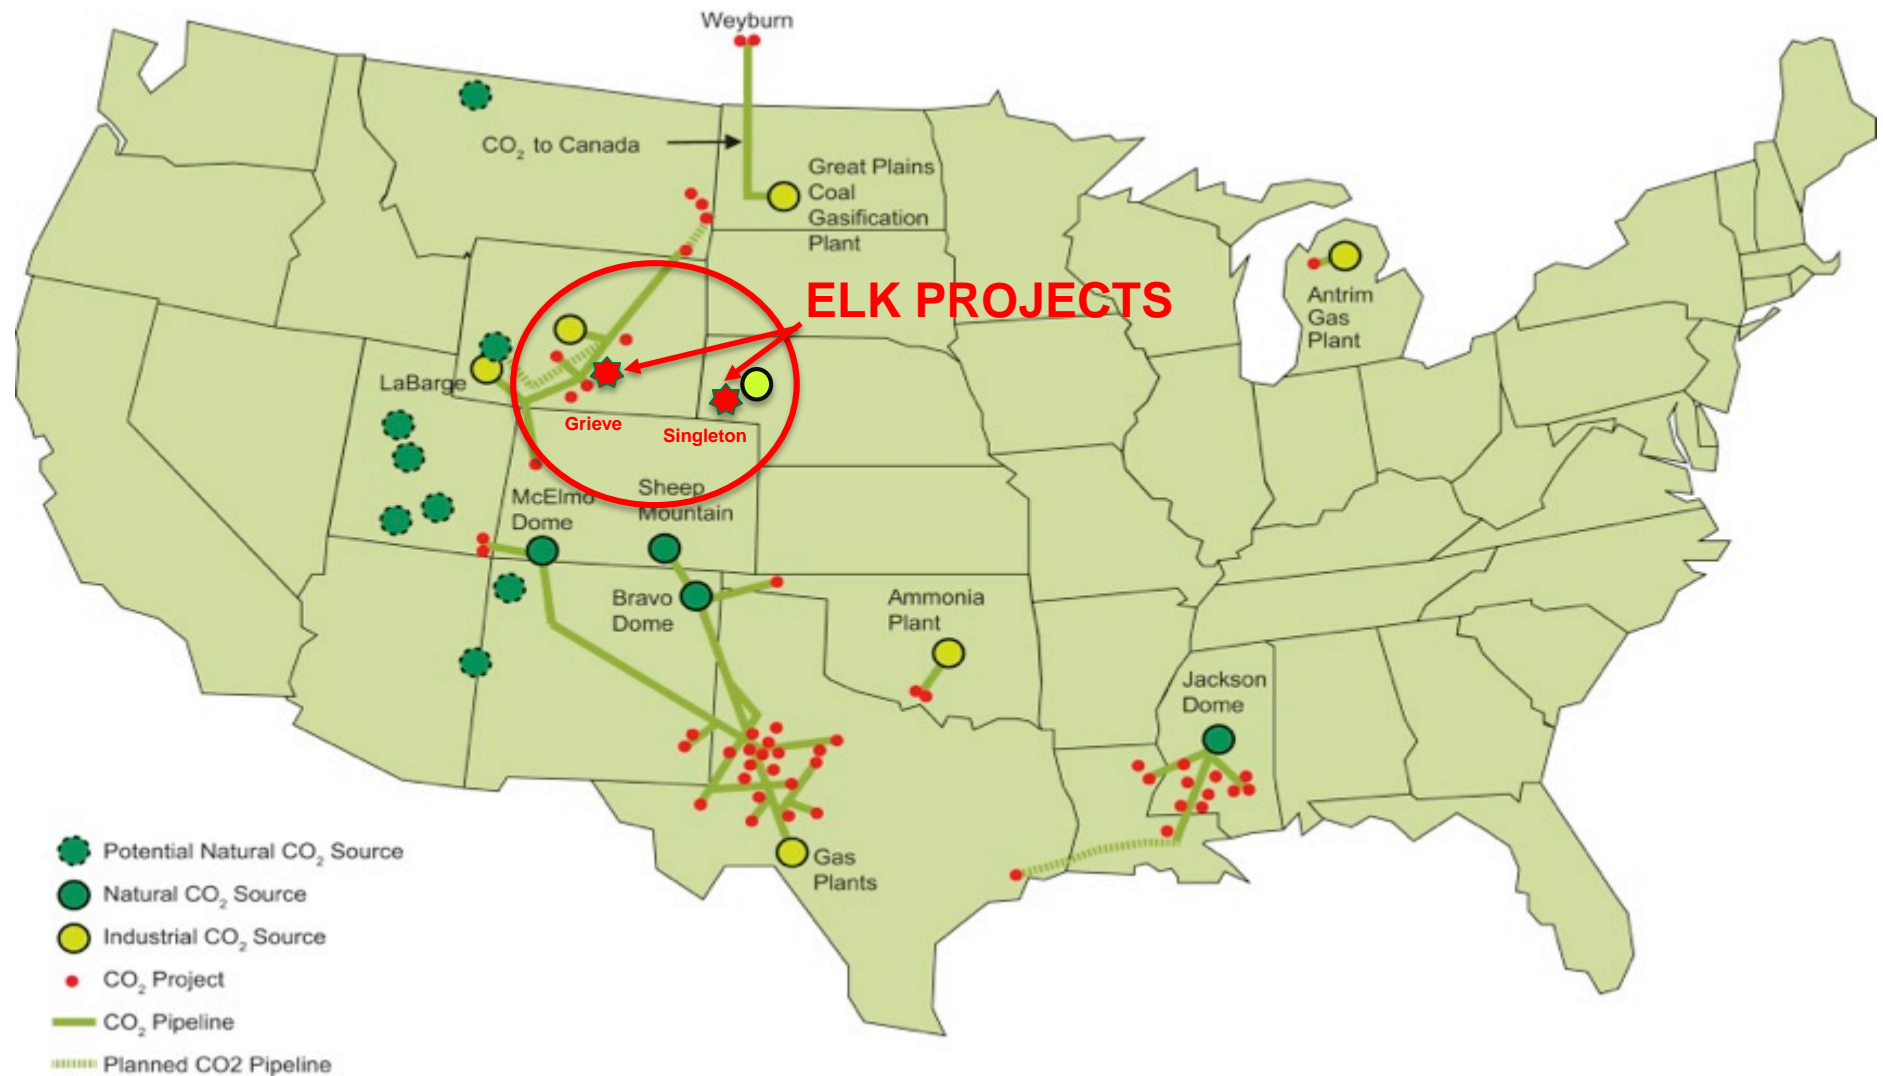 Weyburn
CO2 to Canada
Great Plains
Coal
Gasification
Plant
ELK PROJECTS
Antrim
Gas
Plant
LaBarge
Grieve
Singleton
McElmo
Dome
Sheep
Mountain
Bravo
Dome
Ammonia
Plant
Jackson
Dome
Gas
Plants
Potential Natural CO2 Source
Natural CO2 Source
Industrial CO2 Source
CO2 Project
CO2 Pipeline
Planned CO2 Pipeline